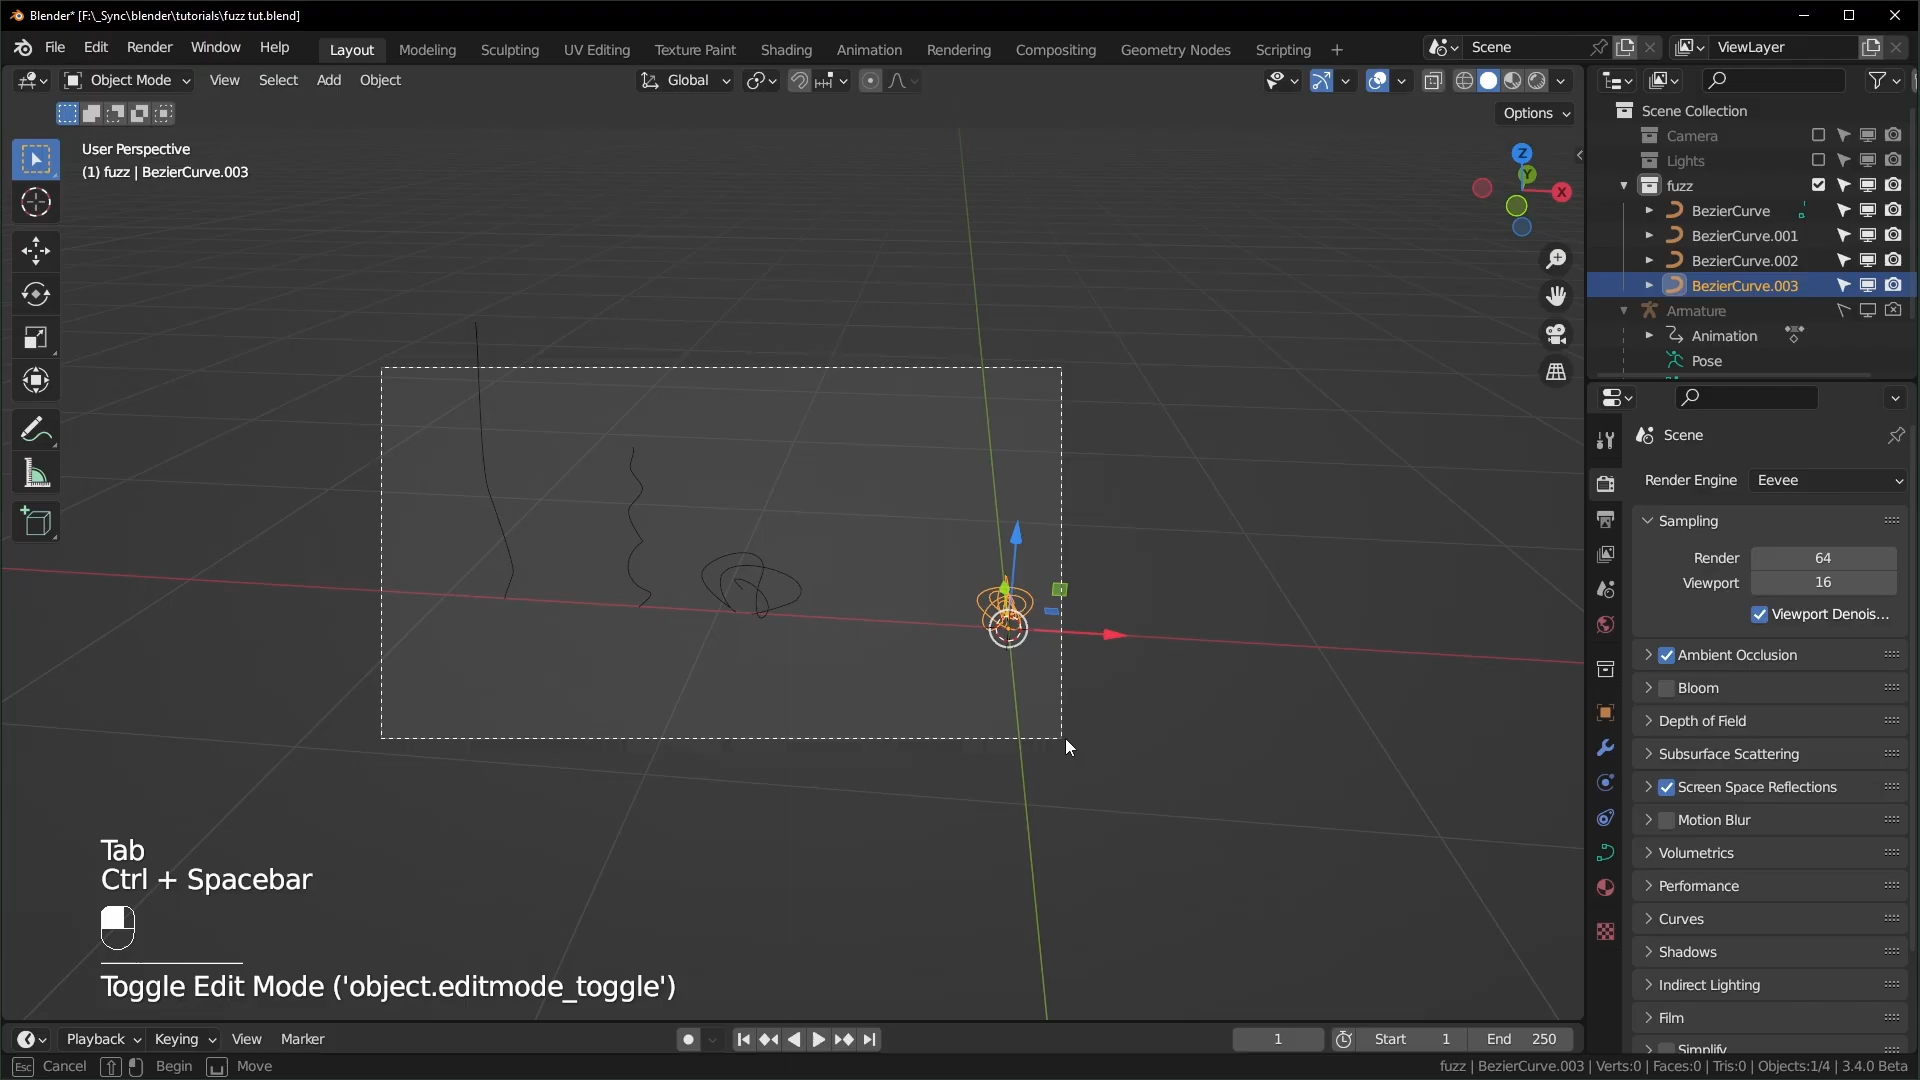 Blender* [F:\_Sync\blender\tutorials\fuzz tut.blend]
File Edit Render Window Help
Layout Modeling Sculpting UV Editing Texture Paint Shading Animation Rendering Compositing Geometry Nodes Scripting +
Scene
ViewLayer
Object Mode View Select Add Object
Global
Options
User Perspective
(1) fuzz | BezierCurve.003
Z
Y
X
Scene Collection
Camera
Lights
fuzz
BezierCurve
BezierCurve.001
BezierCurve.002
BezierCurve.003
Armature
Animation
Pose
Scene
Render Engine Eevee
Sampling
Render 64
Viewport 16
Viewport Denois...
Ambient Occlusion
Bloom
Depth of Field
Subsurface Scattering
Screen Space Reflections
Motion Blur
Volumetrics
Performance
Curves
Shadows
Indirect Lighting
Film
Simplify
Tab
Ctrl + Spacebar
Toggle Edit Mode ('object.editmode_toggle')
Playback Keying View Marker
1
Start 1
End 250
Esc Cancel Begin Move
fuzz | BezierCurve.003 | Verts:0 | Faces:0 | Tris:0 | Objects:1/4 | 3.4.0 Beta